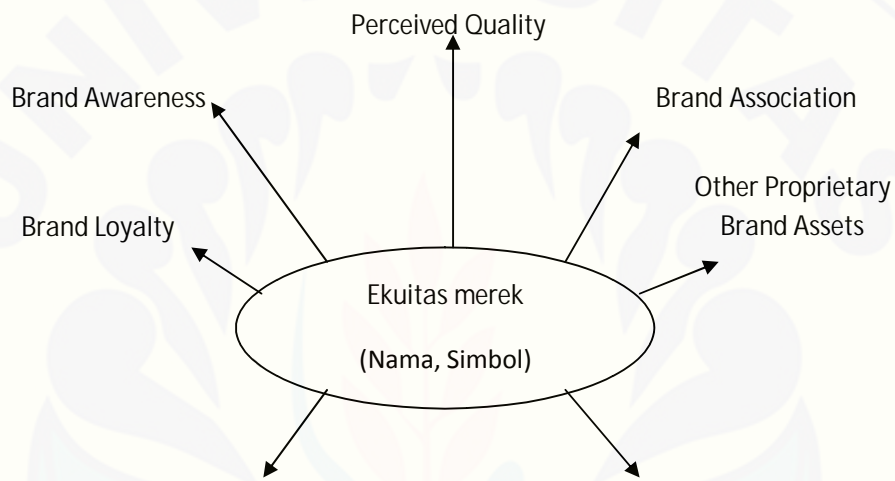 Perceived Quality
Brand Awareness
Brand Association
Other Proprietary
Brand Assets
Brand Loyalty
Ekuitas merek
(Nama, Simbol)